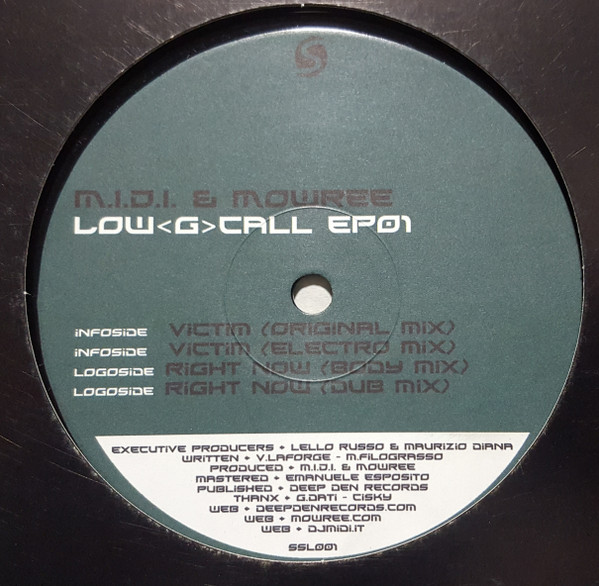 M.I.D.I. & MOWREE
LOW<G>CALL EP01
INFOSIDE VICTIM (ORIGINAL MIX)
INFOSIDE VICTIM (ELECTRO MIX)
LOGOSIDE RIGHT NOW (BODY MIX)
LOGOSIDE RIGHT NOW (DUB MIX)
EXECUTIVE PRODUCERS + LELLO RUSSO & MAURIZIO DIANA
WRITTEN + V.LAFORGE - M.FILOGRASSO
PRODUCED + M.I.D.I. & MOWREE
MASTERED + EMANUELE ESPOSITO
PUBLISHED + DEEP DEN RECORDS
THANX + G.DATI - CISKY
WEB + DEEPDENRECORDS.COM
WEB + MOWREE.COM
WEB + DJMIDI.IT
SSL001